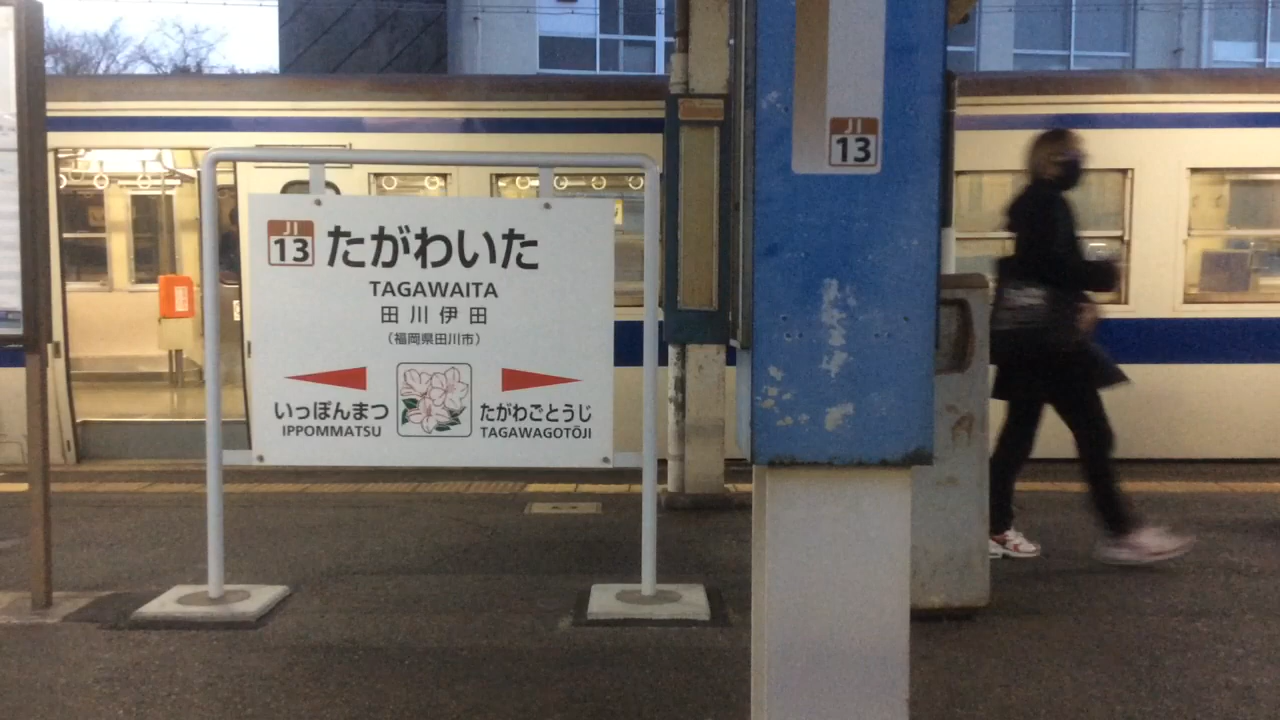 JI
13
たがわいた
TAGAWAITA
田川伊田
(福岡県田川市)
いっぽんまつ
IPPOMMATSU
たがわごとうじ
TAGAWAGOTŌJI
JI
13